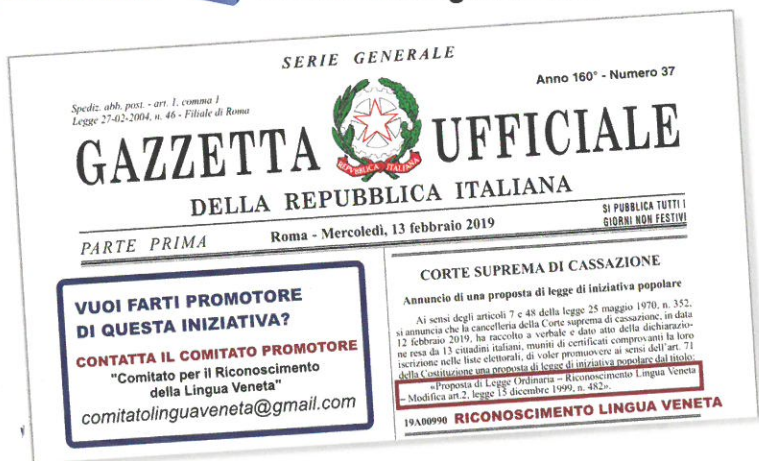 SERIE GENERALE
Spediz. abb. post. - art. 1, comma 1
Legge 27-02-2004, n. 46 - Filiale di Roma
Anno 160° - Numero 37
GAZZETTA UFFICIALE
REPVBBLICA ITALIANA
DELLA REPUBBLICA ITALIANA
PARTE PRIMA
Roma - Mercoledì, 13 febbraio 2019
SI PUBBLICA TUTTI I
GIORNI NON FESTIVI
VUOI FARTI PROMOTORE
DI QUESTA INIZIATIVA?
CONTATTA IL COMITATO PROMOTORE
"Comitato per il Riconoscimento
della Lingua Veneta"
comitatolinguaveneta@gmail.com
CORTE SUPREMA DI CASSAZIONE
Annuncio di una proposta di legge di iniziativa popolare
Ai sensi degli articoli 7 e 48 della legge 25 maggio 1970, n. 352,
si annuncia che la cancelleria della Corte suprema di cassazione, in data
12 febbraio 2019, ha raccolto a verbale e dato atto della dichiarazio-
ne resa da 13 cittadini italiani, muniti di certificati comprovanti la loro
iscrizione nelle liste elettorali, di voler promuovere ai sensi dell'art. 71
della Costituzione una proposta di legge di iniziativa popolare dal titolo:
«Proposta di Legge Ordinaria – Riconoscimento Lingua Veneta
– Modifica art.2, legge 15 dicembre 1999, n. 482».
19A00990 RICONOSCIMENTO LINGUA VENETA